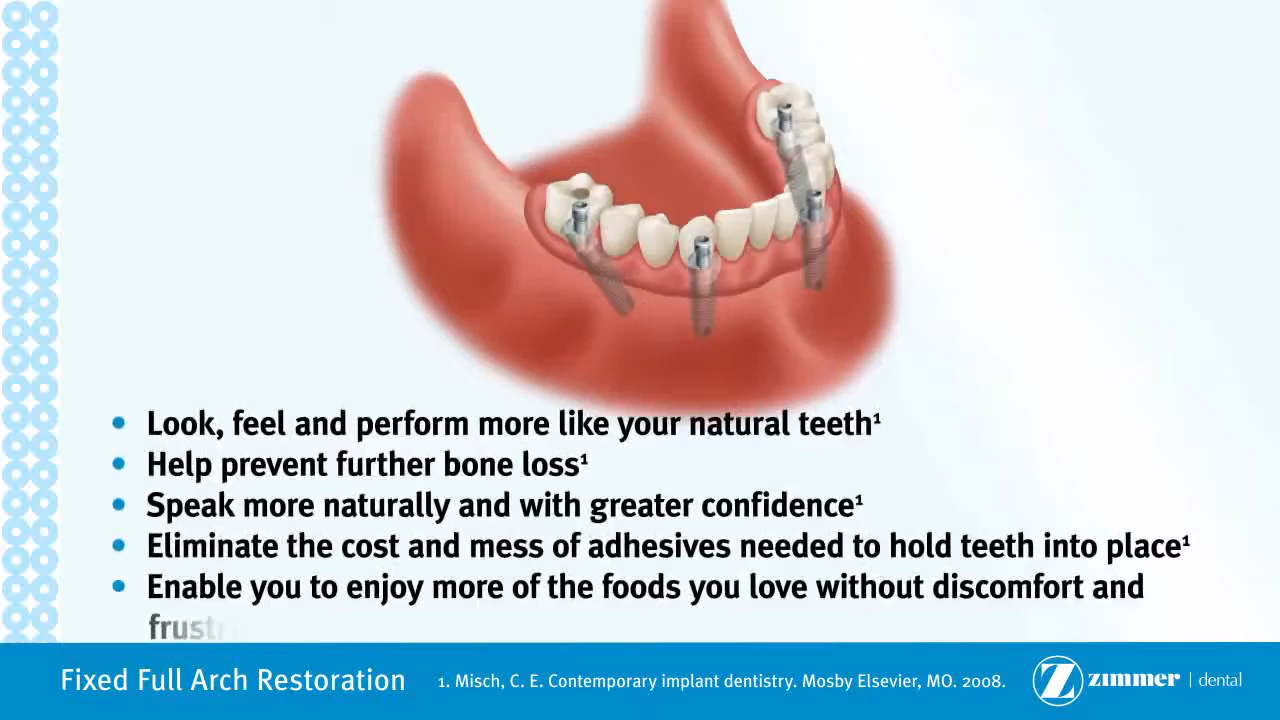 • Look, feel and perform more like your natural teeth¹
• Help prevent further bone loss¹
• Speak more naturally and with greater confidence¹
• Eliminate the cost and mess of adhesives needed to hold teeth into place¹
• Enable you to enjoy more of the foods you love without discomfort and
Fixed Full Arch Restoration 1. Misch, C. E. Contemporary implant dentistry. Mosby Elsevier, MO. 2008. Z zimmer | dental